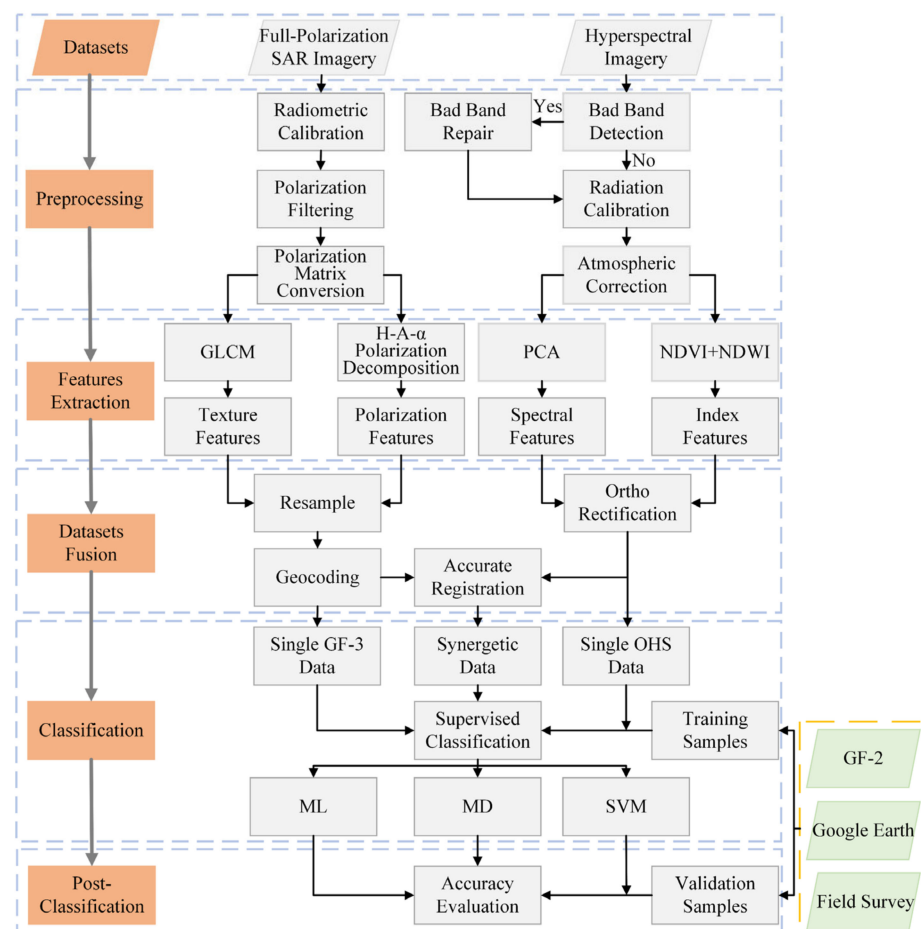 Datasets
Full-Polarization
SAR Imagery
Hyperspectral
Imagery
Preprocessing
Radiometric
Calibration
Bad Band
Repair
Yes
Bad Band
Detection
No
Polarization
Filtering
Radiation
Calibration
Polarization
Matrix
Conversion
Atmospheric
Correction
Features
Extraction
GLCM
H-A-α
Polarization
Decomposition
PCA
NDVI+NDWI
Texture
Features
Polarization
Features
Spectral
Features
Index
Features
Datasets
Fusion
Resample
Ortho
Rectification
Geocoding
Accurate
Registration
Classification
Single GF-3
Data
Synergetic
Data
Single OHS
Data
Supervised
Classification
Training
Samples
ML
MD
SVM
GF-2
Google Earth
Field Survey
Post-
Classification
Accuracy
Evaluation
Validation
Samples